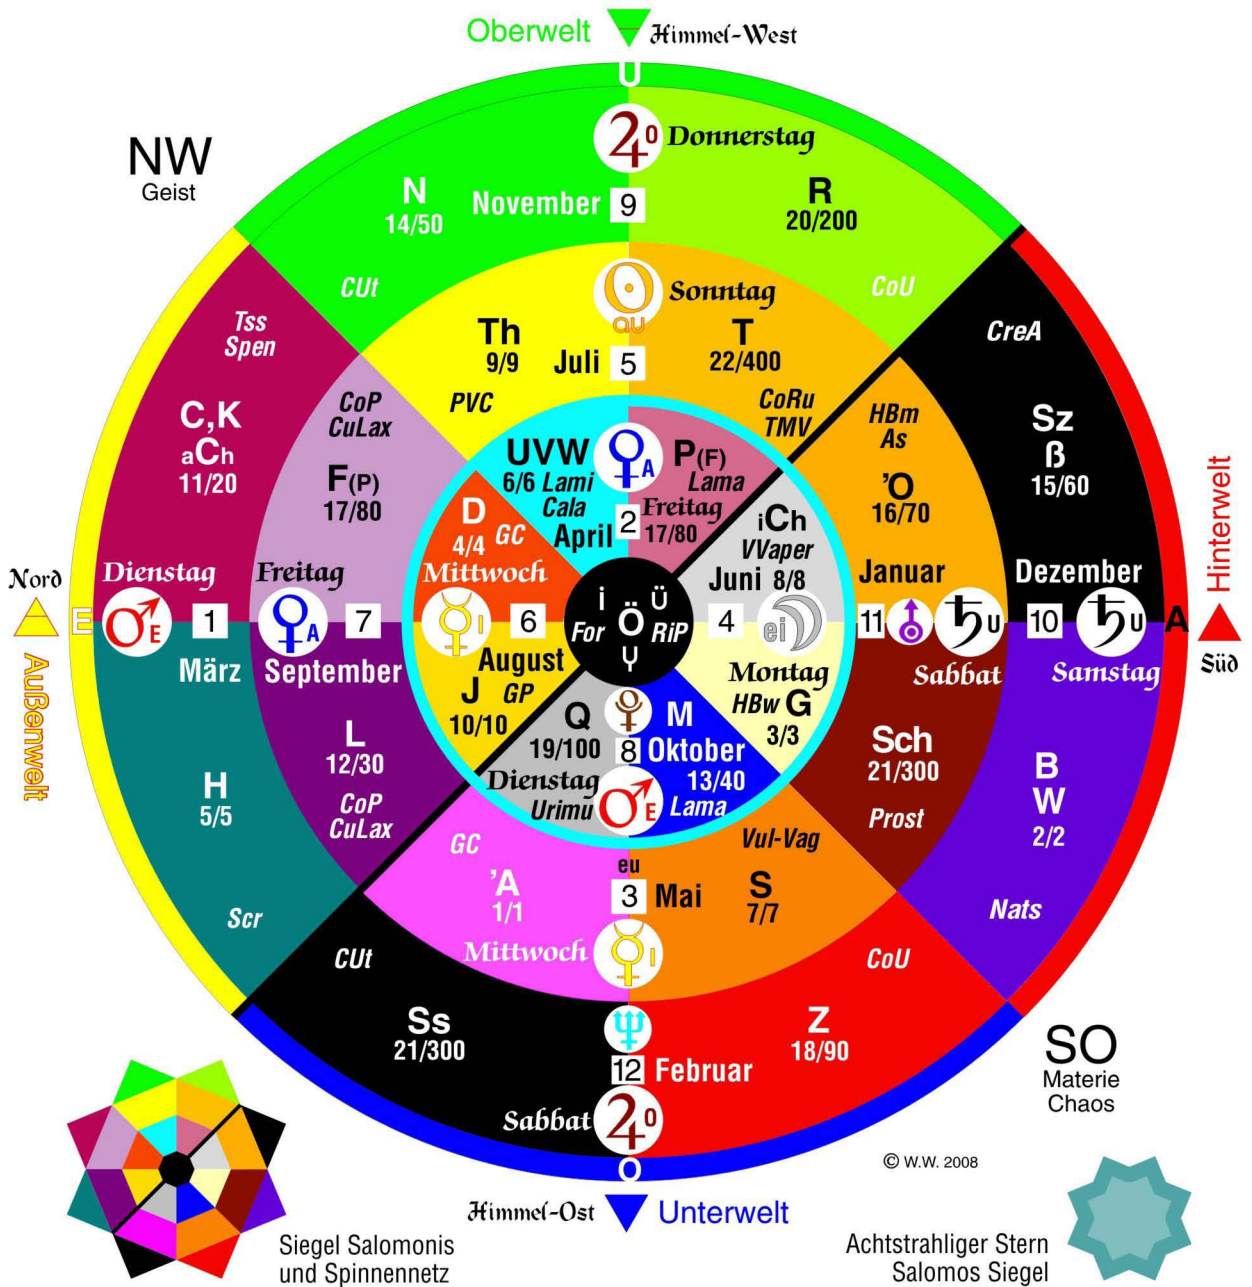 Oberwelt
Himmel-West
U
NW
Geist
0
Donnerstag
N
14/50
November
9
R
20/200
CUt
CoU
Sonntag
au
Th
9/9
Juli
5
T
22/400
PVC
CoRu
TMV
Tss
Spen
C,K
aCh
11/20
CoP
CuLax
F(P)
17/80
CreA
Sz
ß
15/60
HBm
As
'O
16/70
UVW
6/6 Lami
Cala
April
A
2
P(F)
Lama
Freitag
17/80
D
4/4
GC
Mittwoch
iCh
VVaper
Juni 8/8
Januar
Dezember
Nord
Außenwelt
E
Dienstag
E
1
März
Freitag
A
7
September
I
6
August
i
Ü
For
Ö
RiP
Y
4
ei
11
U
Sabbat
10
U
Samstag
A
Hinterwelt
Süd
J
GP
10/10
Montag
HBw G
3/3
Q
19/100
Dienstag
Urimu
8
M
Oktober
13/40
E
Lama
H
5/5
Scr
L
12/30
CoP
CuLax
Sch
21/300
Prost
B
W
2/2
Nats
GC
'A
1/1
Mittwoch
eu
3
Mai
I
Vul-Vag
S
7/7
CUt
Ss
21/300
Sabbat
12
Februar
0
CoU
Z
18/90
O
SO
Materie
Chaos
© W.W. 2008
Himmel-Ost
Unterwelt
Siegel Salomonis
und Spinnennetz
Achtstrahliger Stern
Salomos Siegel